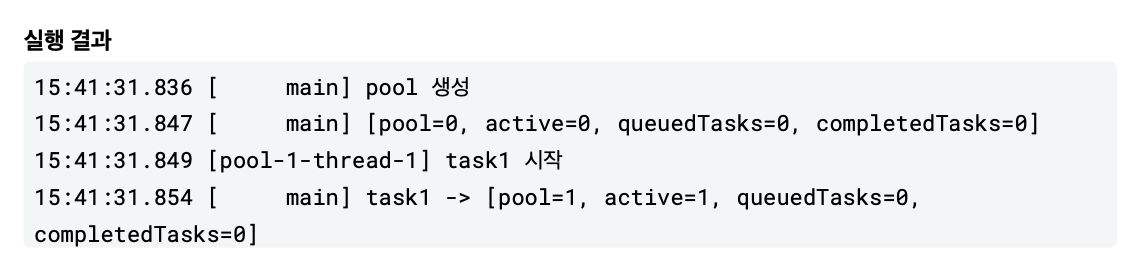 실행 결과
15:41:31.836 [     main] pool 생성
15:41:31.847 [     main] [pool=0, active=0, queuedTasks=0, completedTasks=0]
15:41:31.849 [pool-1-thread-1] task1 시작
15:41:31.854 [     main] task1 -> [pool=1, active=1, queuedTasks=0,
completedTasks=0]